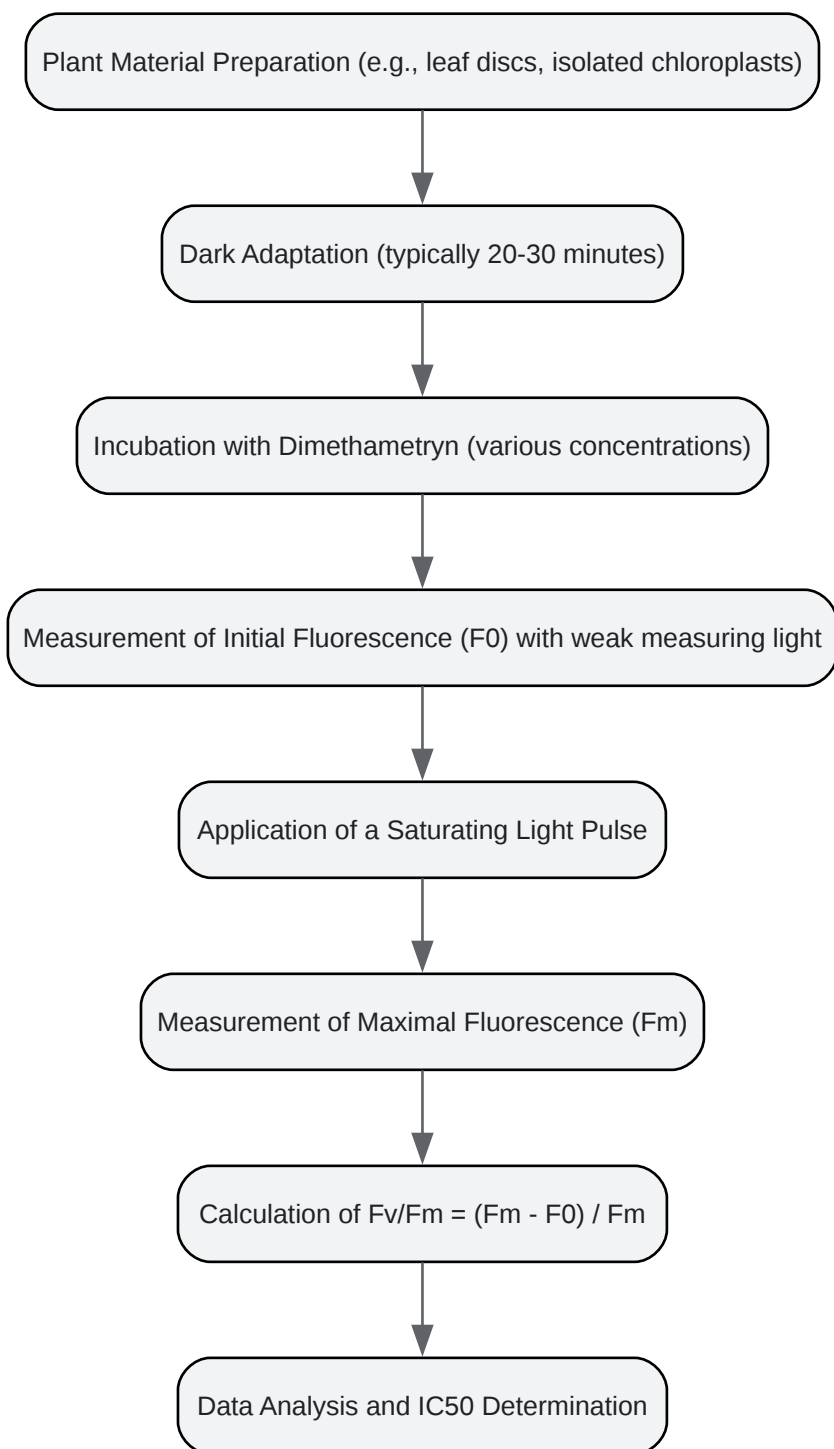 Plant Material Preparation (e.g., leaf discs, isolated chloroplasts)
Dark Adaptation (typically 20-30 minutes)
Incubation with Dimethametryn (various concentrations)
Measurement of Initial Fluorescence (F0) with weak measuring light
Application of a Saturating Light Pulse
Measurement of Maximal Fluorescence (Fm)
Calculation of Fv/Fm = (Fm - F0) / Fm
Data Analysis and IC50 Determination